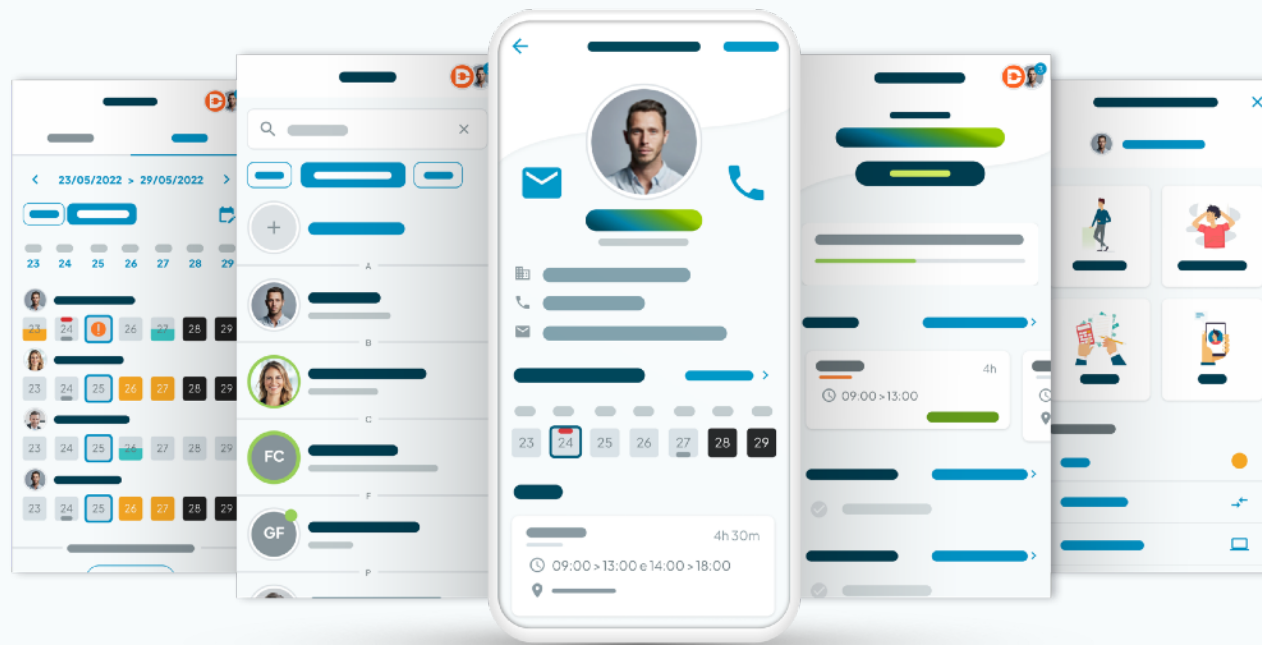 23/05/2022 > 29/05/2022
23 24 25 26 27 28 29
23 24 26 27 28 29
23 24 25 26 27 28 29
23 24 25 26 27 28 29
23 24 25 26 27 28 29
A
B
C
FC
F
GF
P
23 24 25 26 27 28 29
4h 30m
09:00 > 13:00 e 14:00 > 18:00
3
4h
09:00 > 13:00